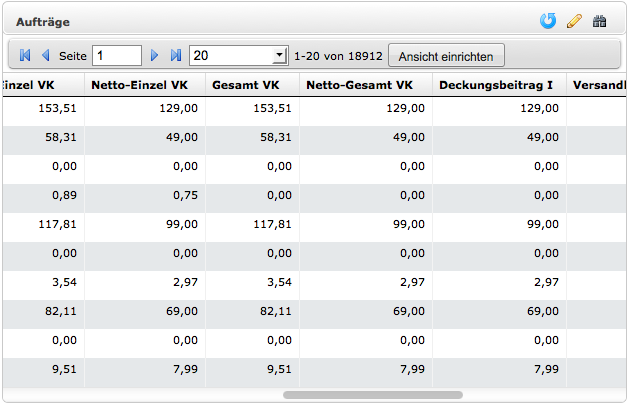 Aufträge
Seite 1 20 1-20 von 18912 Ansicht einrichten
Einzel VK Netto-Einzel VK Gesamt VK Netto-Gesamt VK Deckungsbeitrag I Versandk
153,51 129,00 153,51 129,00 129,00
58,31 49,00 58,31 49,00 49,00
0,00 0,00 0,00 0,00 0,00
0,89 0,75 0,00 0,00 0,00
117,81 99,00 117,81 99,00 99,00
0,00 0,00 0,00 0,00 0,00
3,54 2,97 3,54 2,97 2,97
82,11 69,00 82,11 69,00 69,00
0,00 0,00 0,00 0,00 0,00
9,51 7,99 9,51 7,99 7,99